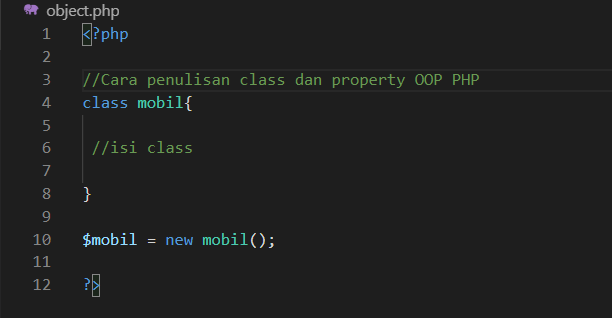 object.php
1 <?php
2
3 //Cara penulisan class dan property OOP PHP
4 class mobil{
5
6 //isi class
7
8 }
9
10 $mobil = new mobil();
11
12 ?>